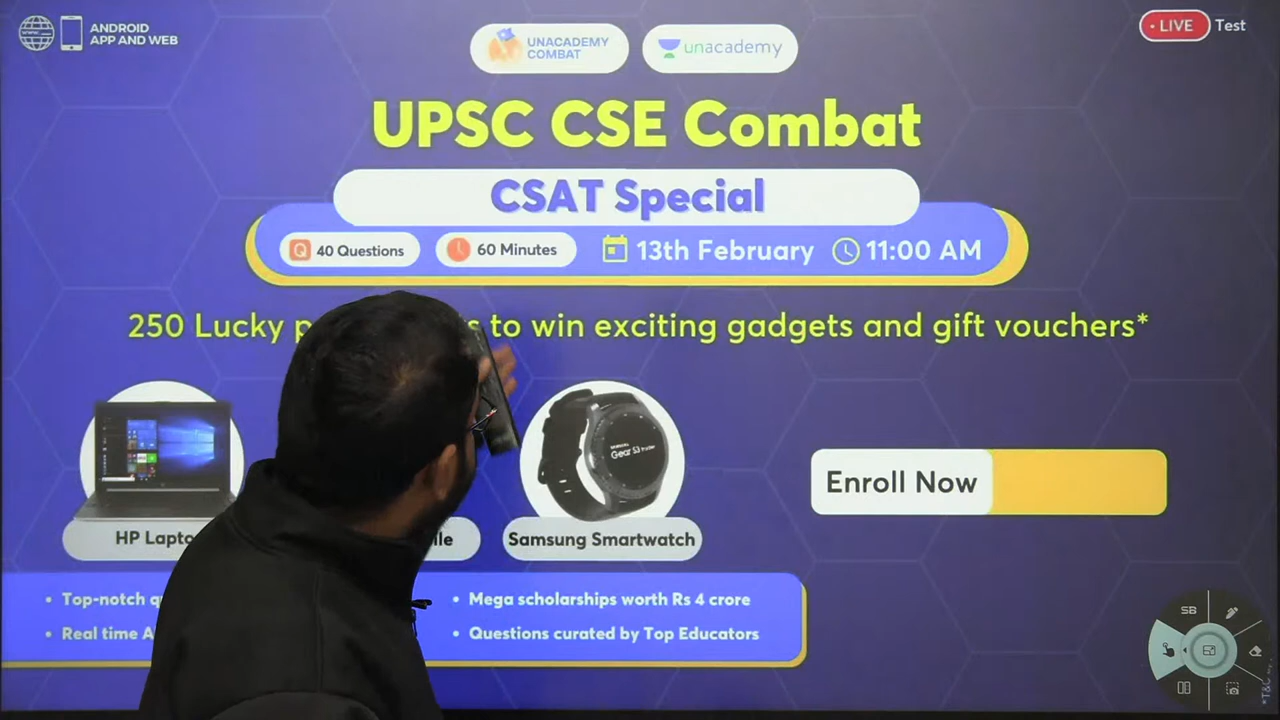 ANDROID
APP AND WEB
UNACADEMY
COMBAT
unacademy
LIVE Test
UPSC CSE Combat
CSAT Special
Q 40 Questions 60 Minutes 13th February 11:00 AM
250 Lucky to win exciting gadgets and gift vouchers*
Gear S3
HP
Samsung Smartwatch
Enroll Now
• Top-notch
• Mega scholarships worth Rs 4 crore
• Real time
• Questions curated by Top Educators
SB